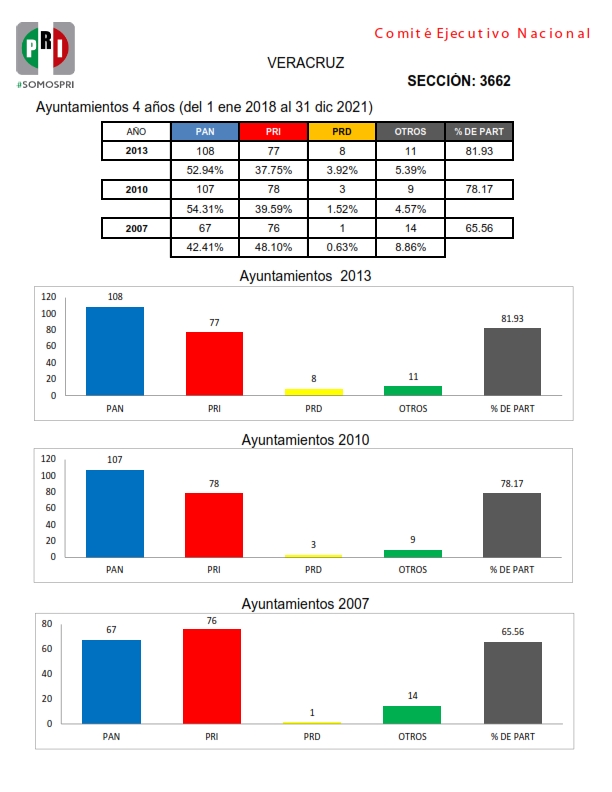 Comité Ejecutivo Nacional
PRI
#SOMOSPRI
VERACRUZ
SECCIÓN: 3662
Ayuntamientos 4 años (del 1 ene 2018 al 31 dic 2021)
AÑO PAN PRI PRD OTROS % DE PART
2013 108 77 8 11 81.93
52.94% 37.75% 3.92% 5.39%
2010 107 78 3 9 78.17
54.31% 39.59% 1.52% 4.57%
2007 67 76 1 14 65.56
42.41% 48.10% 0.63% 8.86%
Ayuntamientos 2013
120
100
80
60
40
20
0
108 77 8 11 81.93
PAN PRI PRD OTROS % DE PART
Ayuntamientos 2010
120
100
80
60
40
20
0
107 78 3 9 78.17
PAN PRI PRD OTROS % DE PART
Ayuntamientos 2007
80
60
40
20
0
67 76 1 14 65.56
PAN PRI PRD OTROS % DE PART